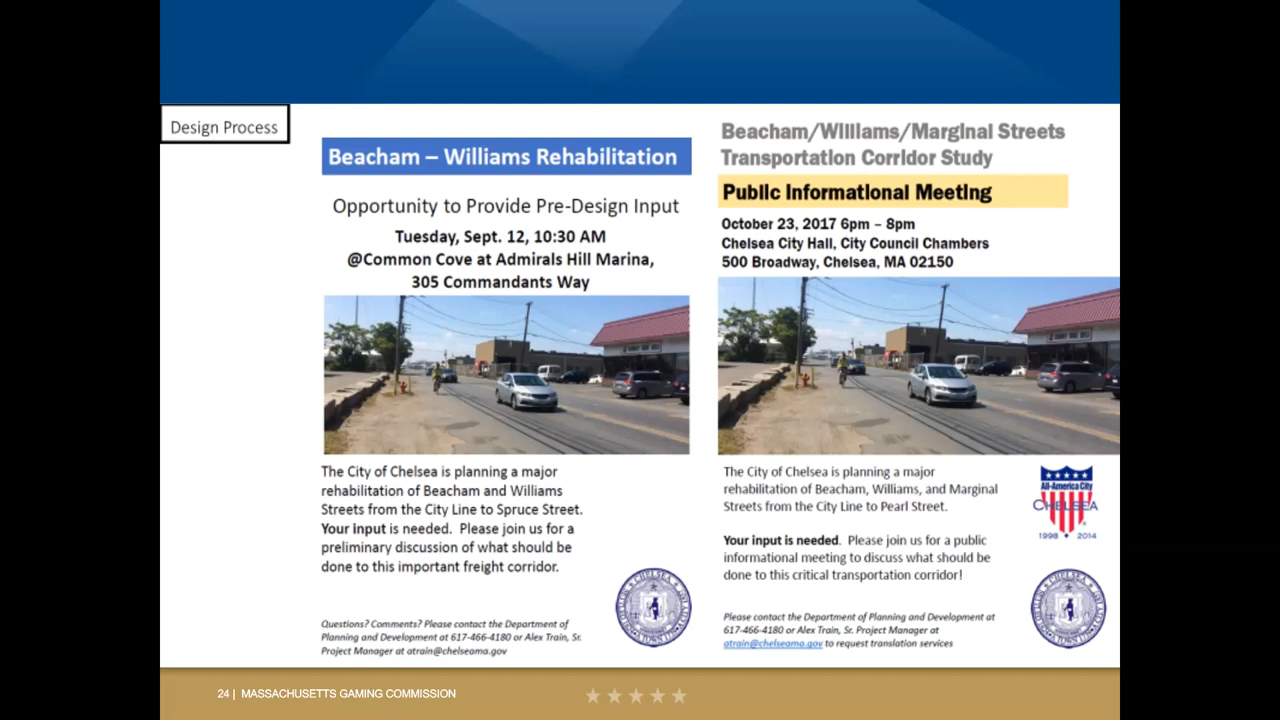 Design Process
Beacham – Williams Rehabilitation
Opportunity to Provide Pre-Design Input
Tuesday, Sept. 12, 10:30 AM
@Common Cove at Admirals Hill Marina,
305 Commandants Way
The City of Chelsea is planning a major
rehabilitation of Beacham and Williams
Streets from the City Line to Spruce Street.
Your input is needed. Please join us for a
preliminary discussion of what should be
done to this important freight corridor.
Questions? Comments? Please contact the Department of
Planning and Development at 617-466-4180 or Alex Train, Sr.
Project Manager at atrain@chelseama.gov
CHELSEA
Beacham/Williams/Marginal Streets
Transportation Corridor Study
Public Informational Meeting
October 23, 2017 6pm – 8pm
Chelsea City Hall, City Council Chambers
500 Broadway, Chelsea, MA 02150
The City of Chelsea is planning a major
rehabilitation of Beacham, Williams, and Marginal
Streets from the City Line to Pearl Street.
Your input is needed. Please join us for a public
informational meeting to discuss what should be
done to this critical transportation corridor!
All-America City
CHELSEA
1998 ✦ 2014
Please contact the Department of Planning and Development at
617-466-4180 or Alex Train, Sr. Project Manager at
atrain@chelseama.gov to request translation services
CHELSEA
24 | MASSACHUSETTS GAMING COMMISSION